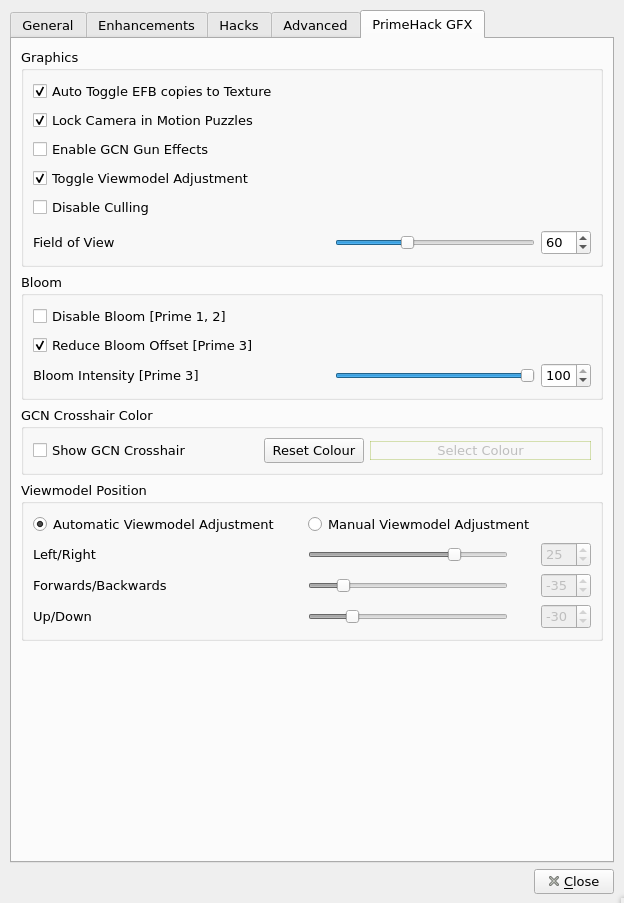 General Enhancements Hacks Advanced PrimeHack GFX
Graphics
Auto Toggle EFB copies to Texture
Lock Camera in Motion Puzzles
Enable GCN Gun Effects
Toggle Viewmodel Adjustment
Disable Culling
Field of View 60
Bloom
Disable Bloom [Prime 1, 2]
Reduce Bloom Offset [Prime 3]
Bloom Intensity [Prime 3] 100
GCN Crosshair Color
Show GCN Crosshair Reset Colour Select Colour
Viewmodel Position
Automatic Viewmodel Adjustment Manual Viewmodel Adjustment
Left/Right 25
Forwards/Backwards -35
Up/Down -30
Close